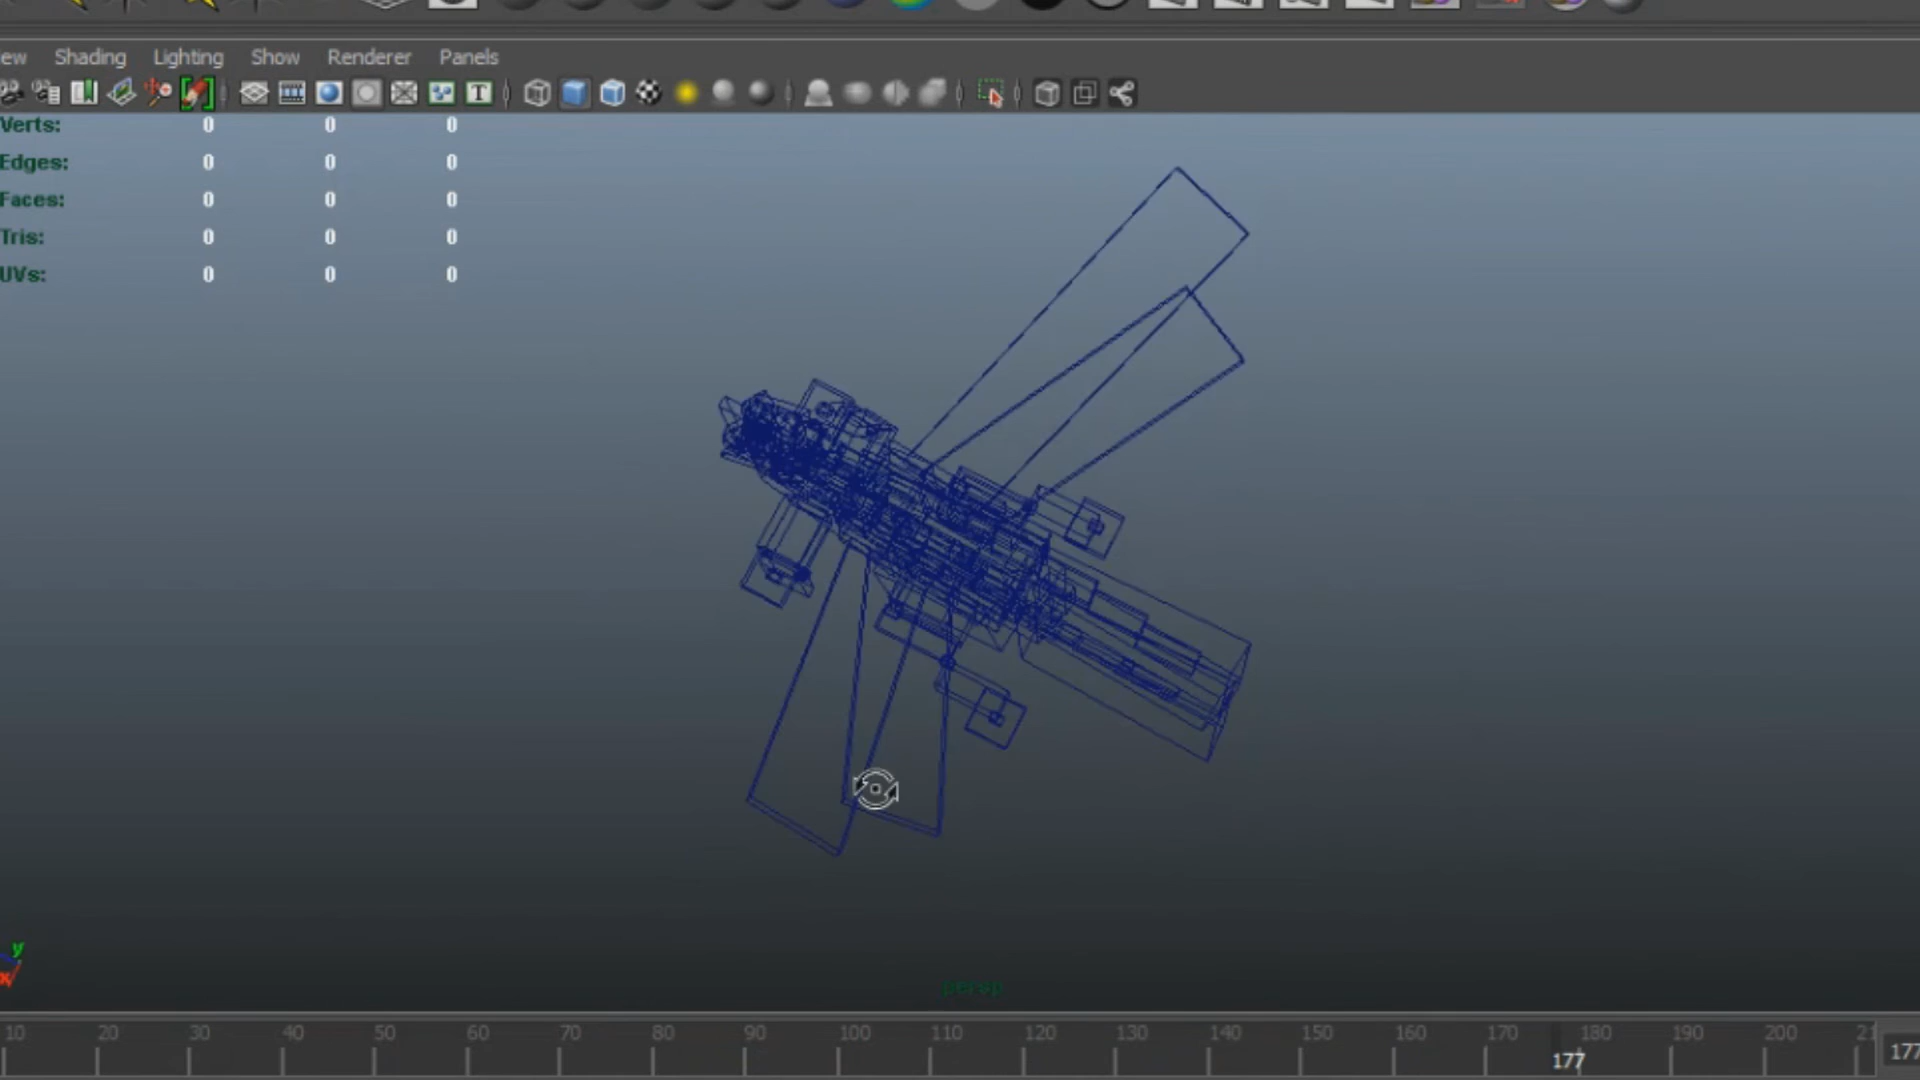 ew Shading Lighting Show Renderer Panels
T
Verts: 0 0 0
Edges: 0 0 0
Faces: 0 0 0
Tris: 0 0 0
UVs: 0 0 0
y
x
persp
10 20 30 40 50 60 70 80 90 100 110 120 130 140 150 160 170 180 190 200 21
177 177